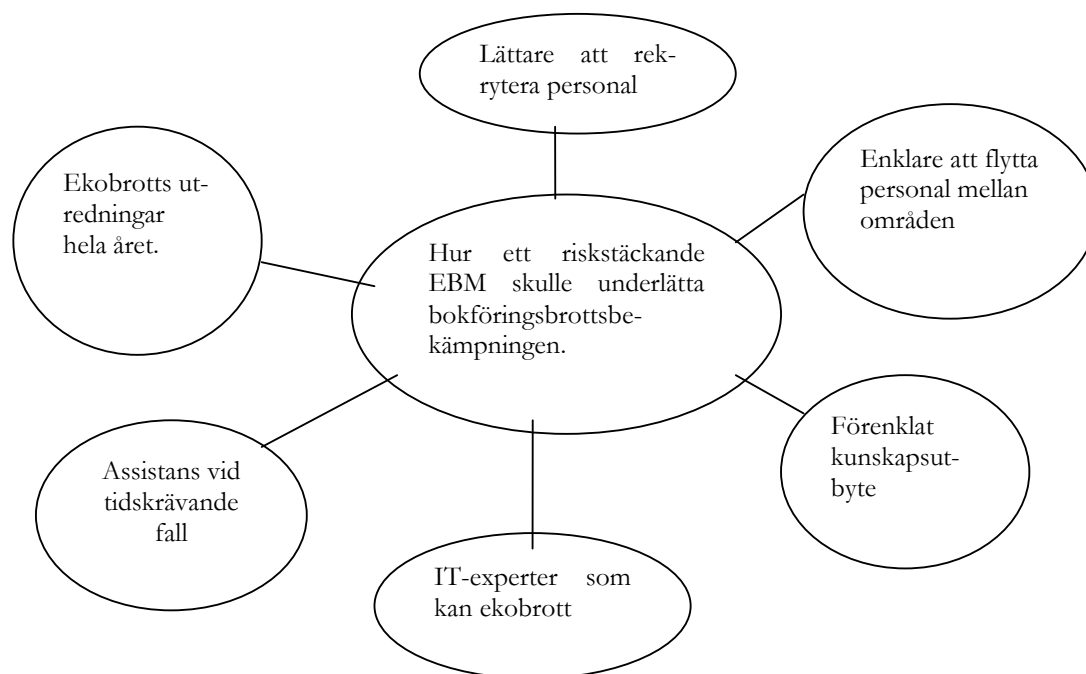 Lättare att rek-
rytera personal
Ekobrotts ut-
redningar
hela året.
Enklare att flytta
personal mellan
områden
Hur ett riskstäckande
EBM skulle underlätta
bokföringsbrottsbe-
kämpningen.
Assistans vid
tidskrävande
fall
Förenklat
kunskapsut-
byte
IT-experter som
kan ekobrott